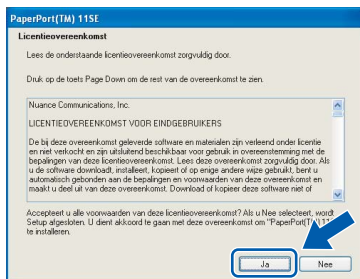 PaperPort(TM) 11SE
Licentieovereenkomst
Lees de onderstaande licentieovereenkomst zorgvuldig door.
Druk op de toets Page Down om de rest van de overeenkomst te zien.
Nuance Communications, Inc.
LICENTIEOVEREENKOMST VOOR EINDGEBRUIKERS
De bij deze overeenkomst geleverde software en materialen zijn verleend onder licentie
en niet verkocht en zijn uitsluitend beschikbaar voor gebruik in overeenstemming met de
bepalingen van deze licentieovereenkomst. Lees deze overeenkomst zorgvuldig door. Als
u de software downloadt, installeert, kopieert of op enige andere wijze gebruikt, bent u
automatisch gebonden aan de bepalingen en voorwaarden van deze overeenkomst en
maakt u deel uit van deze overeenkomst. Download of kopieer deze software niet of
Accepteert u alle voorwaarden van deze licentieovereenkomst? Als u Nee selecteert, wordt
Setup afgesloten. U dient akkoord te gaan met deze overeenkomst om "PaperPort(TM) 11
te installeren.
Ja
Nee